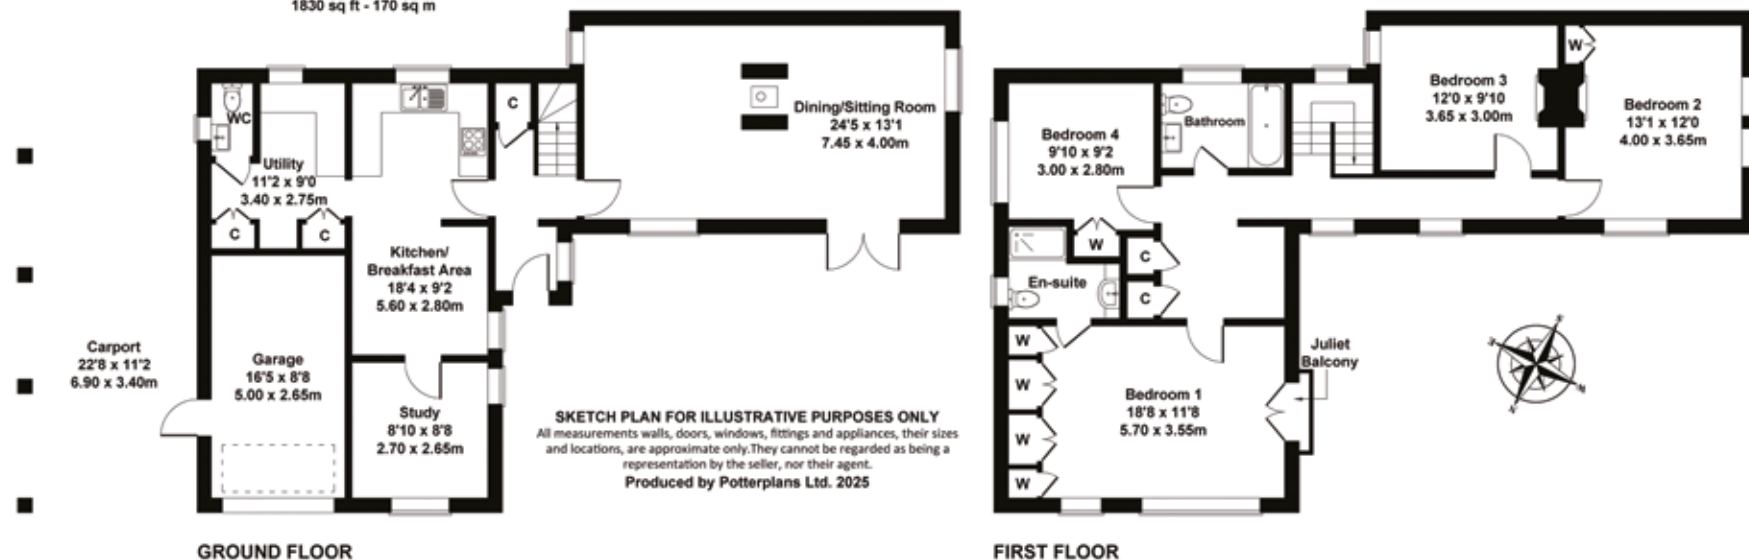 1830 sq ft - 170 sq m
WC
Utility
11'2 x 9'0
3.40 x 2.75m
C
C
C
Kitchen/
Breakfast Area
18'4 x 9'2
5.60 x 2.80m
Dining/Sitting Room
24'5 x 13'1
7.45 x 4.00m
Carport
22'8 x 11'2
6.90 x 3.40m
Garage
16'5 x 8'8
5.00 x 2.65m
Study
8'10 x 8'8
2.70 x 2.65m
GROUND FLOOR
SKETCH PLAN FOR ILLUSTRATIVE PURPOSES ONLY
All measurements walls, doors, windows, fittings and appliances, their sizes
and locations, are approximate only.They cannot be regarded as being a
representation by the seller, nor their agent.
Produced by Potterplans Ltd. 2025
Bedroom 4
9'10 x 9'2
3.00 x 2.80m
Bathroom
Bedroom 3
12'0 x 9'10
3.65 x 3.00m
W
Bedroom 2
13'1 x 12'0
4.00 x 3.65m
W
C
C
En-suite
W
W
W
W
Bedroom 1
18'8 x 11'8
5.70 x 3.55m
Juliet
Balcony
FIRST FLOOR